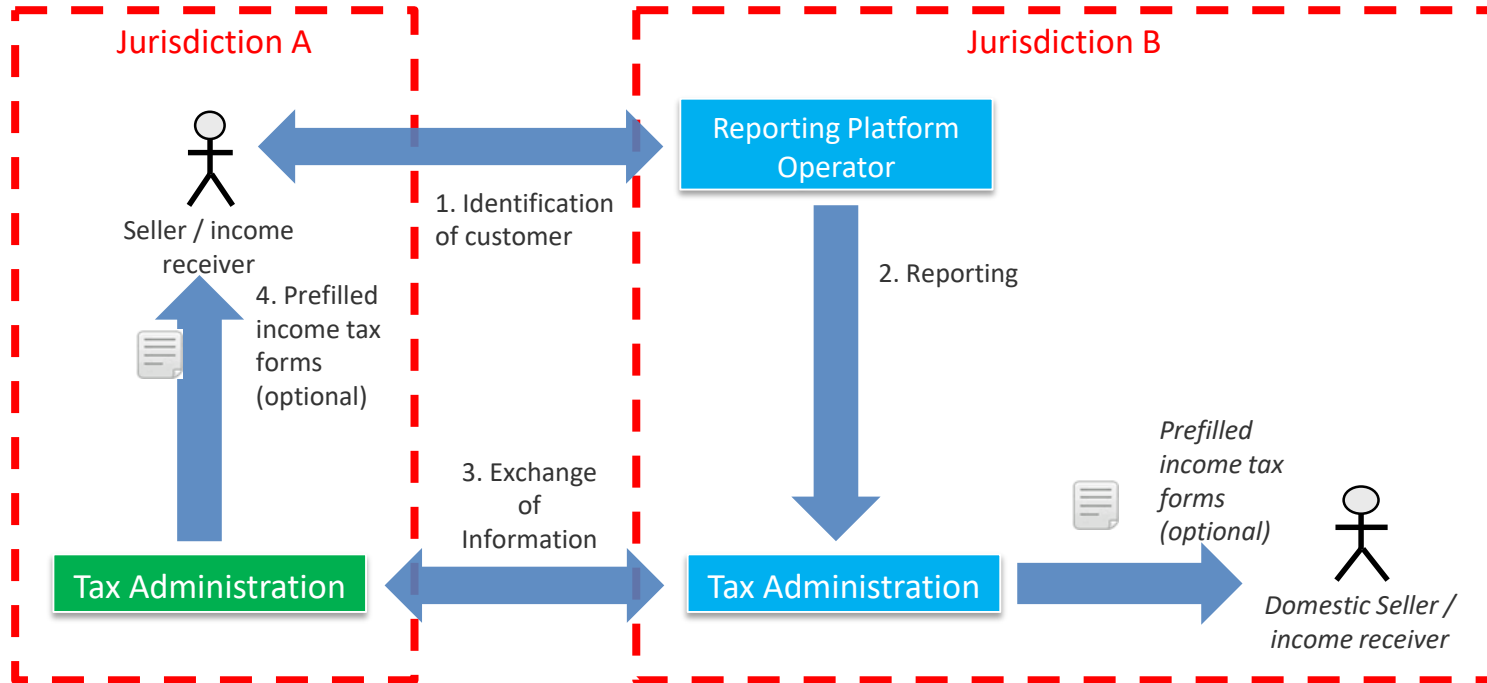 Jurisdiction A
Jurisdiction B
Reporting Platform
Operator
1. Identification
of customer
Seller / income
receiver
2. Reporting
4. Prefilled
income tax
forms
(optional)
3. Exchange
of
Information
Prefilled
income tax
forms
(optional)
Tax Administration
Tax Administration
Domestic Seller /
income receiver